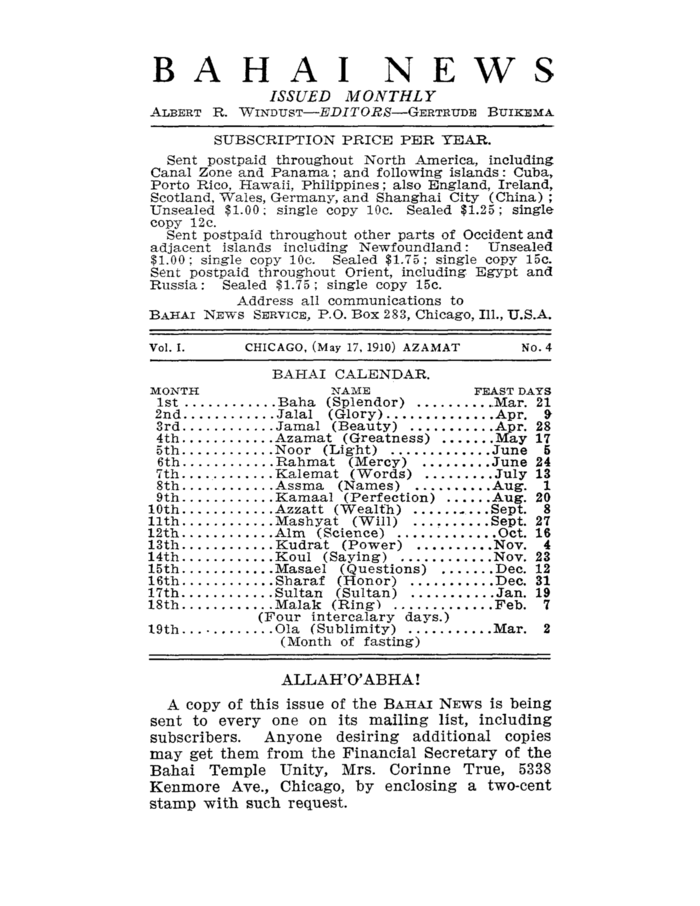 BAHAI NEWS
ISSUED MONTHLY
ALBERT R. WINDUST—EDITORS—GERTRUDE BUIKEMA
SUBSCRIPTION PRICE PER YEAR.
Sent postpaid throughout North America, including
Canal Zone and Panama; and following islands: Cuba,
Porto Rico, Hawaii, Philippines; also England, Ireland,
Scotland, Wales, Germany, and Shanghai City (China);
Unsealed $1.00; single copy 10c. Sealed $1.25; single
copy 12c.
Sent postpaid throughout other parts of Occident and
adjacent islands including Newfoundland: Unsealed
$1.00; single copy 10c. Sealed $1.75; single copy 15c.
Sent postpaid throughout Orient, including Egypt and
Russia: Sealed $1.75; single copy 15c.
Address all communications to
BAHAI NEWS SERVICE, P.O. Box 283, Chicago, Ill., U.S.A.
Vol. I. CHICAGO, (May 17, 1910) AZAMAT No. 4
BAHAI CALENDAR.
MONTH NAME FEAST DAYS
1st ............Baha (Splendor) ..........Mar. 21
2nd............Jalal (Glory)..............Apr. 9
3rd............Jamal (Beauty) ...........Apr. 28
4th............Azamat (Greatness) .......May 17
5th............Noor (Light) .............June 5
6th............Rahmat (Mercy) .........June 24
7th............Kalemat (Words) .........July 13
8th............Assma (Names) ..........Aug. 1
9th............Kamaal (Perfection) ......Aug. 20
10th............Azzatt (Wealth) ..........Sept. 8
11th............Mashyat (Will) ..........Sept. 27
12th............Alm (Science) .............Oct. 16
13th............Kudrat (Power) ..........Nov. 4
14th............Koul (Saying) ............Nov. 23
15th............Masael (Questions) .......Dec. 12
16th............Sharaf (Honor) ...........Dec. 31
17th............Sultan (Sultan) ...........Jan. 19
18th............Malak (Ring) .............Feb. 7
(Four intercalary days.)
19th............Ola (Sublimity) ...........Mar. 2
(Month of fasting)
ALLAH'O'ABHA!
A copy of this issue of the BAHAI NEWS is being
sent to every one on its mailing list, including
subscribers. Anyone desiring additional copies
may get them from the Financial Secretary of the
Bahai Temple Unity, Mrs. Corinne True, 5338
Kenmore Ave., Chicago, by enclosing a two-cent
stamp with such request.